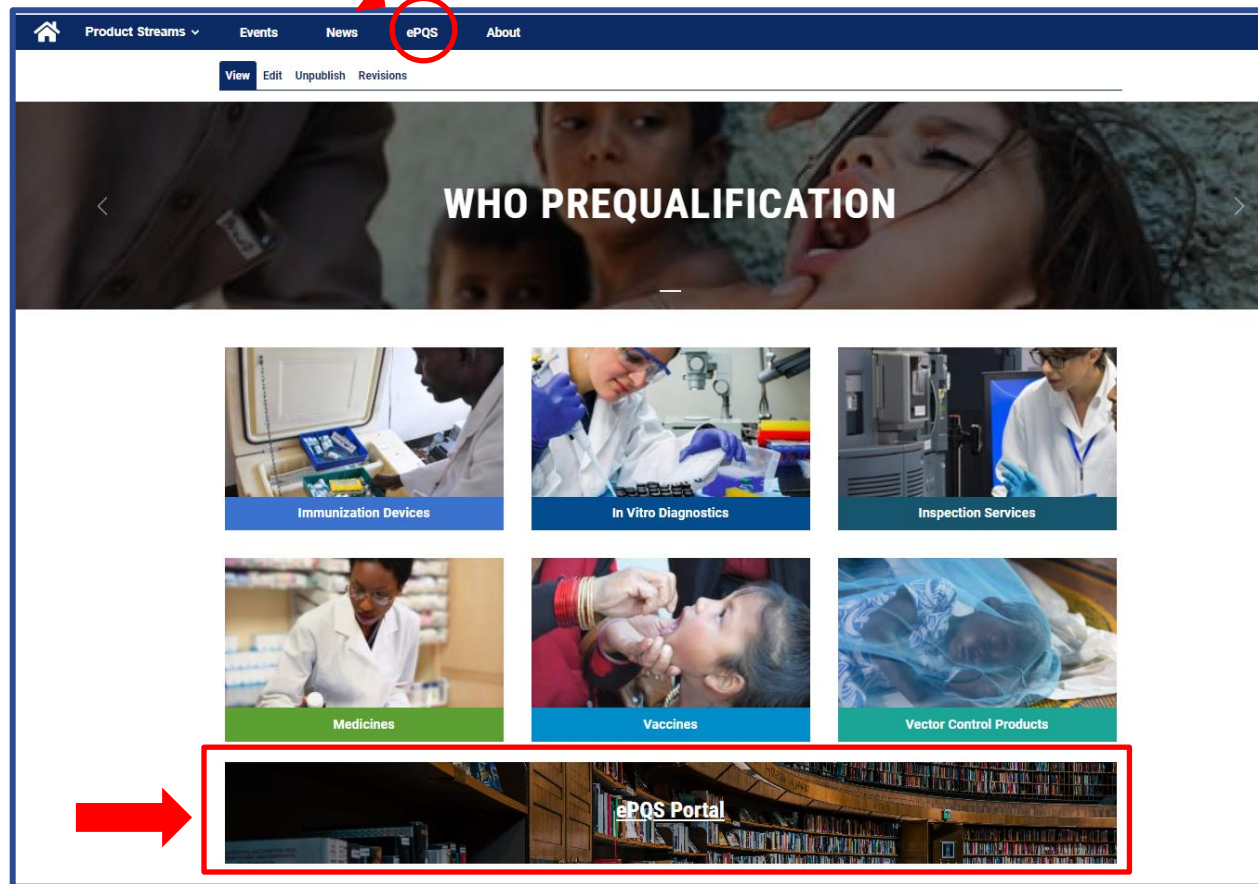 Product Streams Events News ePQS About
View Edit Unpublish Revisions
WHO PREQUALIFICATION
Immunization Devices In Vitro Diagnostics Inspection Services
Medicines Vaccines Vector Control Products
ePQS Portal